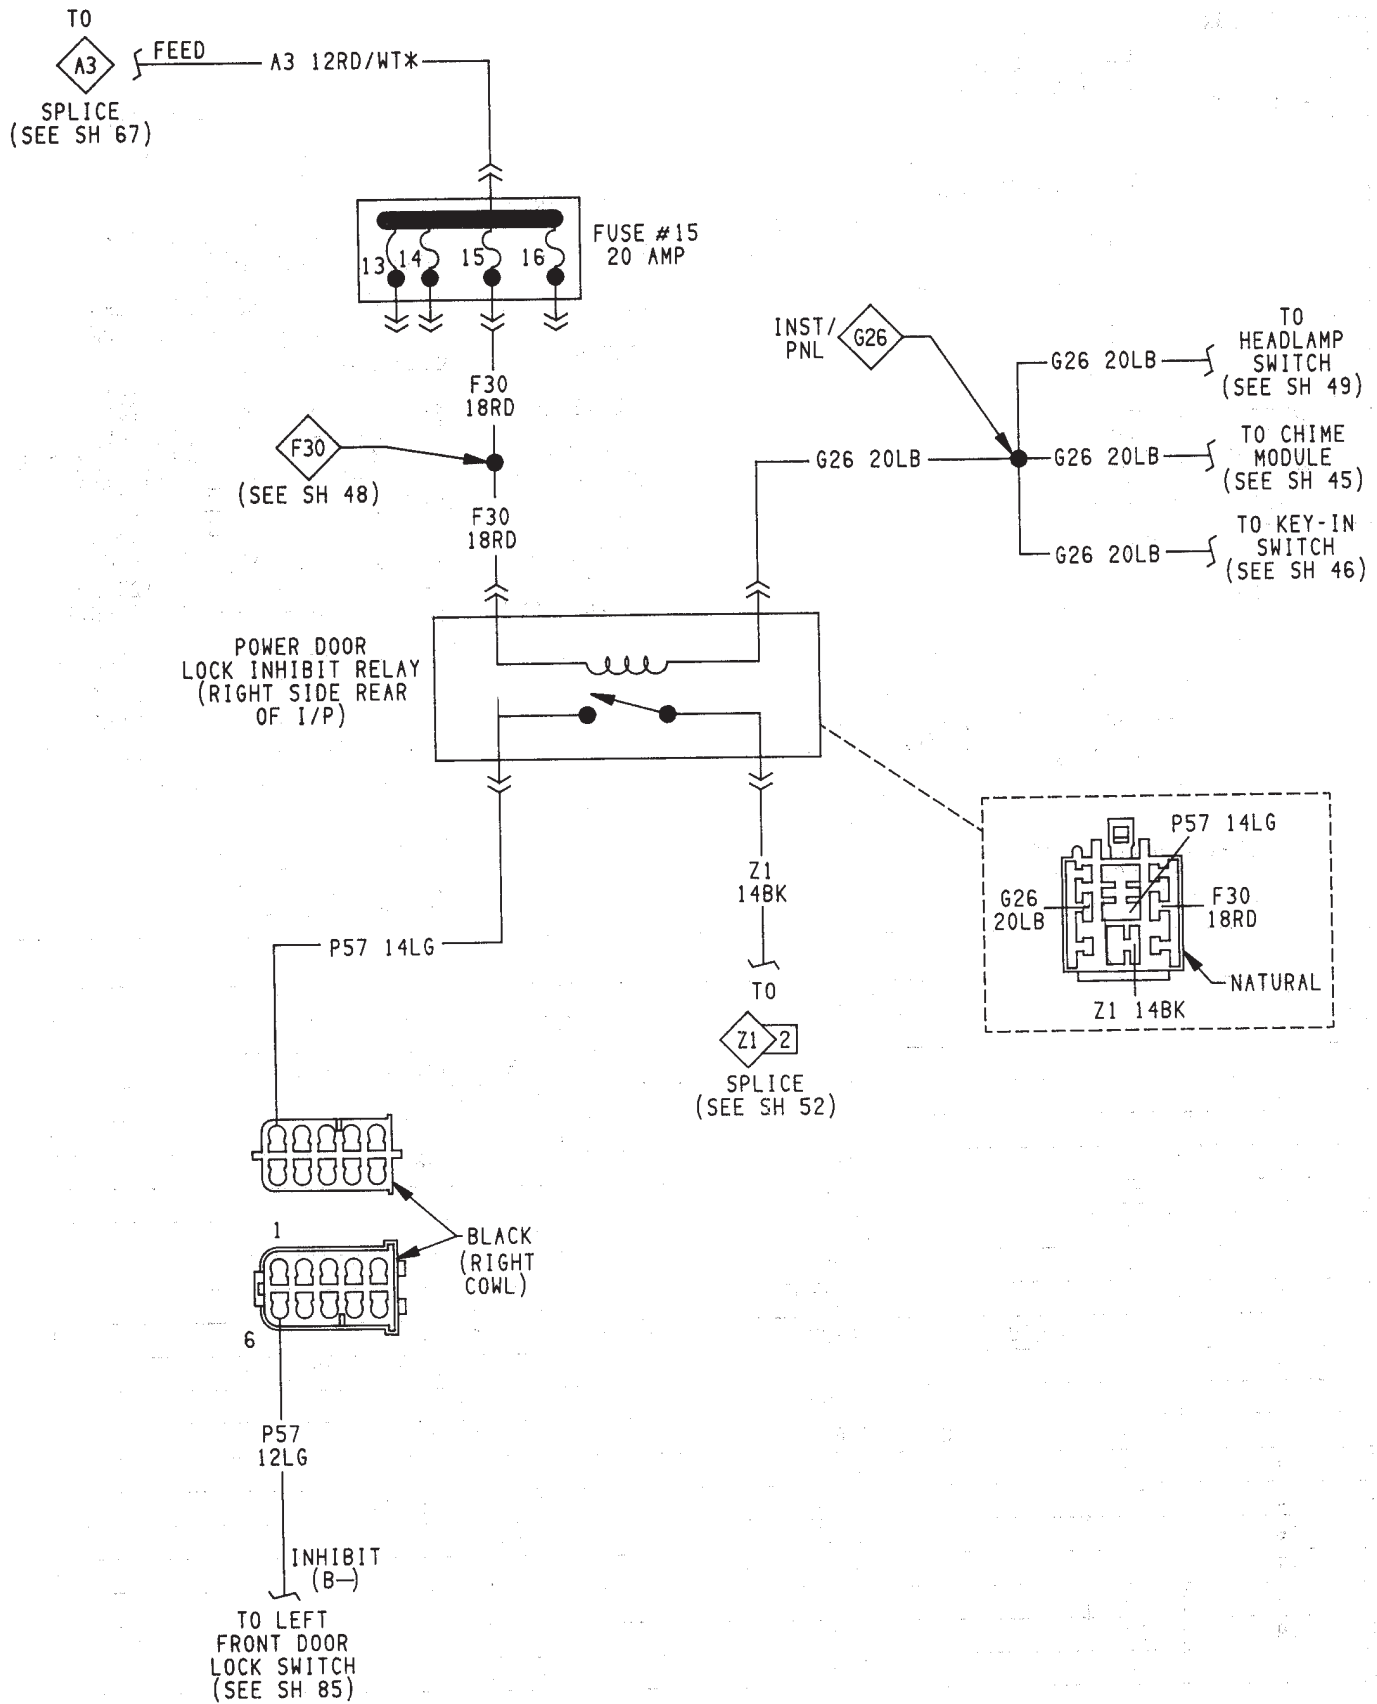 TO
A3
FEED
A3 12RD/WT*
SPLICE
(SEE SH 67)
FUSE #15
20 AMP
13
14
15
16
F30
18RD
F30
(SEE SH 48)
F30
18RD
INST/
PNL
G26
G26 20LB
G26 20LB
TO
HEADLAMP
SWITCH
(SEE SH 49)
G26 20LB
TO CHIME
MODULE
(SEE SH 45)
G26 20LB
TO KEY-IN
SWITCH
(SEE SH 46)
POWER DOOR
LOCK INHIBIT RELAY
(RIGHT SIDE REAR
OF I/P)
P57 14LG
Z1
14BK
TO
Z1 2
SPLICE
(SEE SH 52)
P57 14LG
G26
20LB
F30
18RD
NATURAL
Z1 14BK
1
BLACK
(RIGHT
COWL)
6
P57
12LG
INHIBIT
(B-)
TO LEFT
FRONT DOOR
LOCK SWITCH
(SEE SH 85)